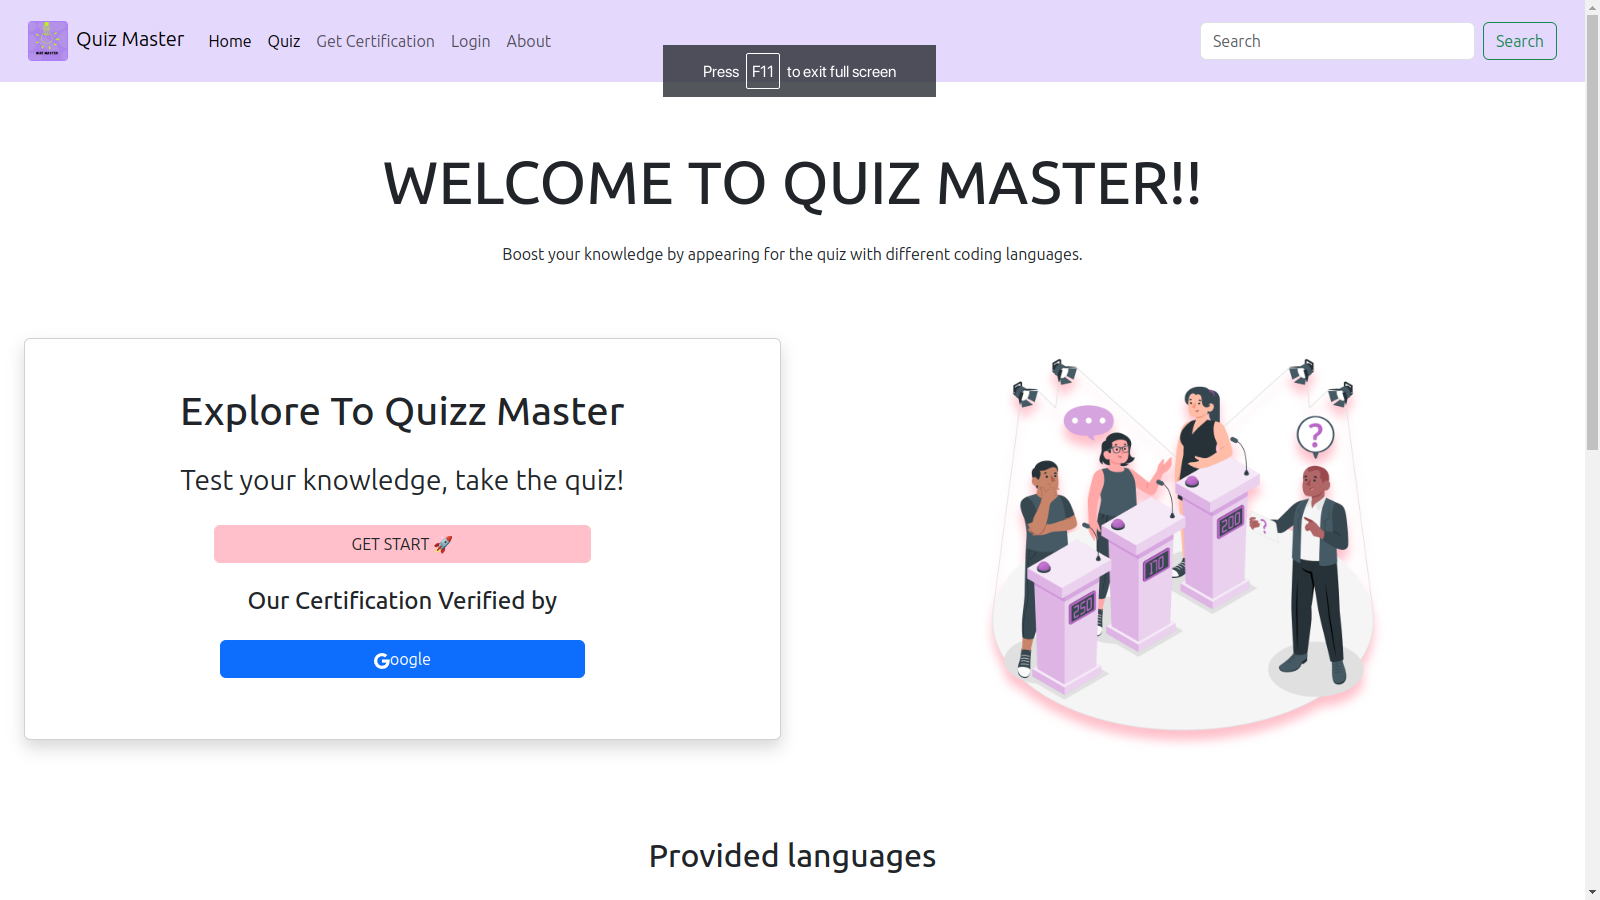 Quiz Master Home Quiz Get Certification Login About Search Search
Press F11 to exit full screen
WELCOME TO QUIZ MASTER!!
Boost your knowledge by appearing for the quiz with different coding languages.
Explore To Quizz Master
Test your knowledge, take the quiz!
GET START 🚀
Our Certification Verified by
Google
?
?
200
170
250
Provided languages